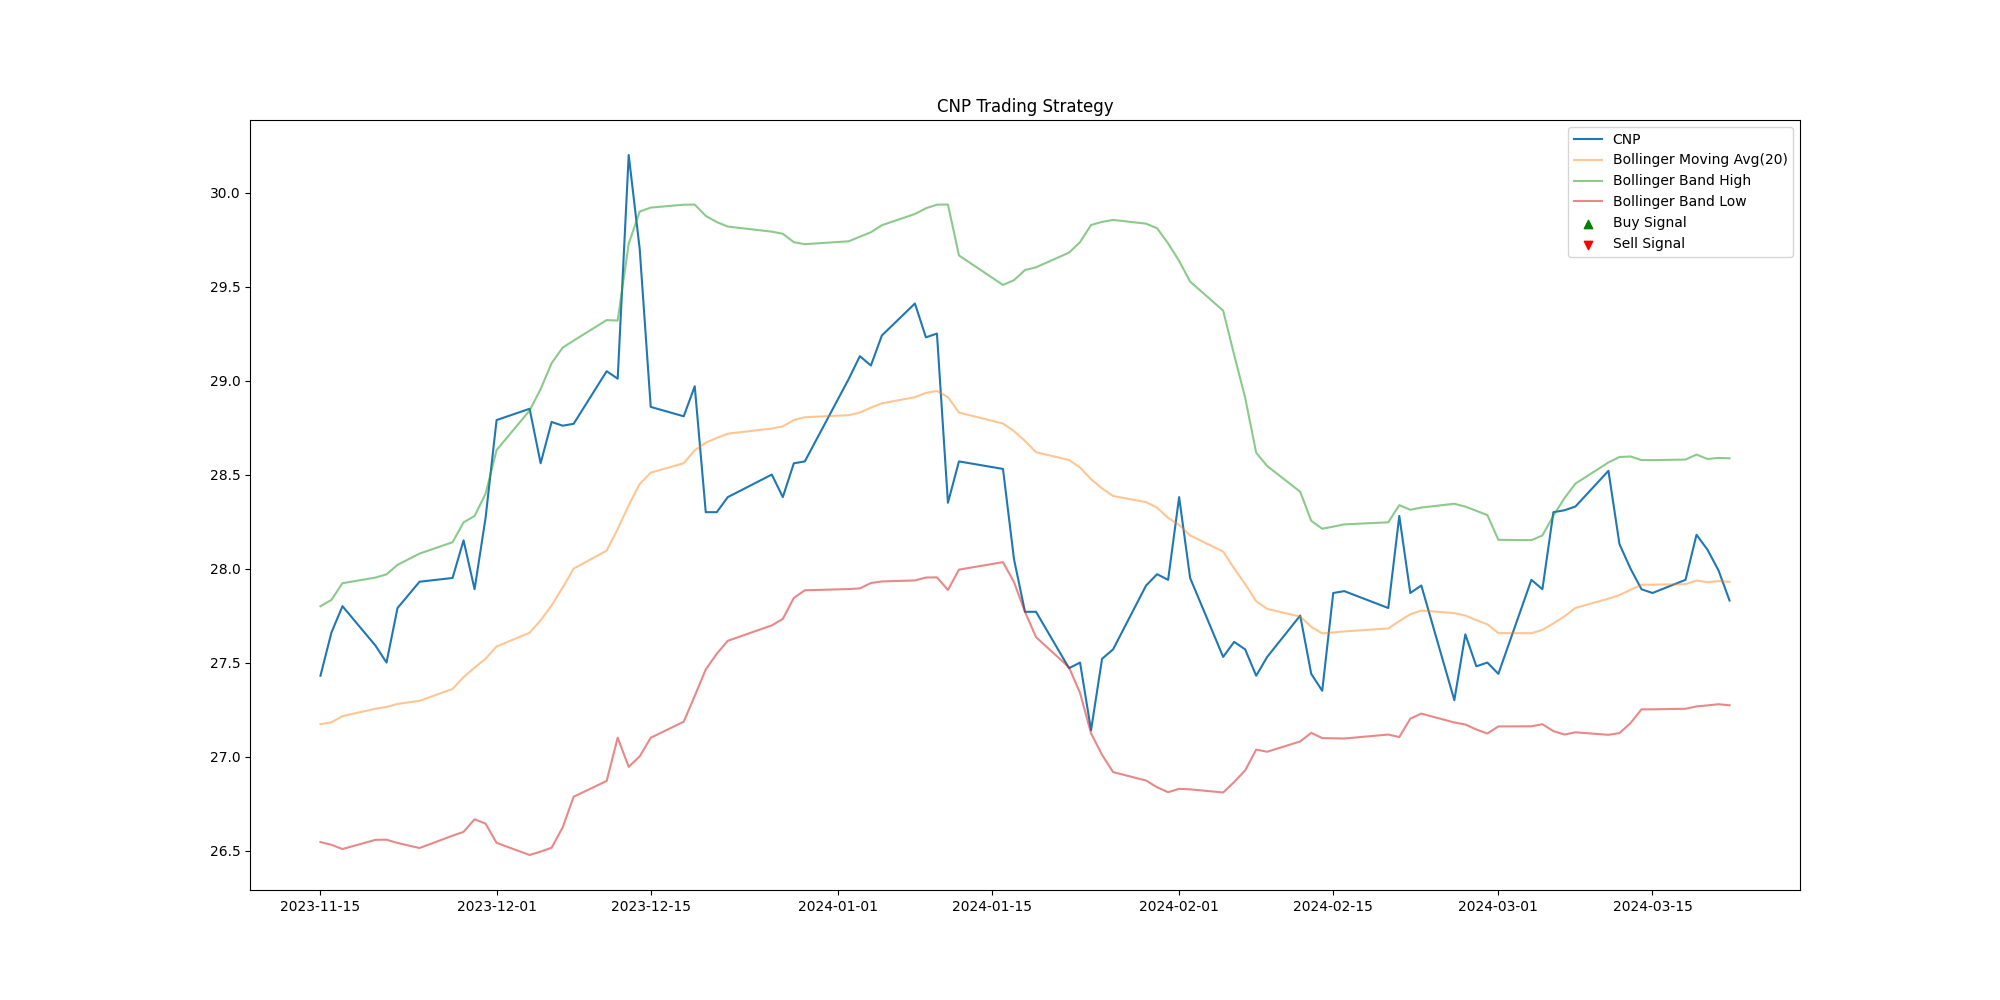 CNP Trading Strategy
CNP
Bollinger Moving Avg(20)
Bollinger Band High
Bollinger Band Low
Buy Signal
Sell Signal
30.0
29.5
29.0
28.5
28.0
27.5
27.0
26.5
2023-11-15 2023-12-01 2023-12-15 2024-01-01 2024-01-15 2024-02-01 2024-02-15 2024-03-01 2024-03-15